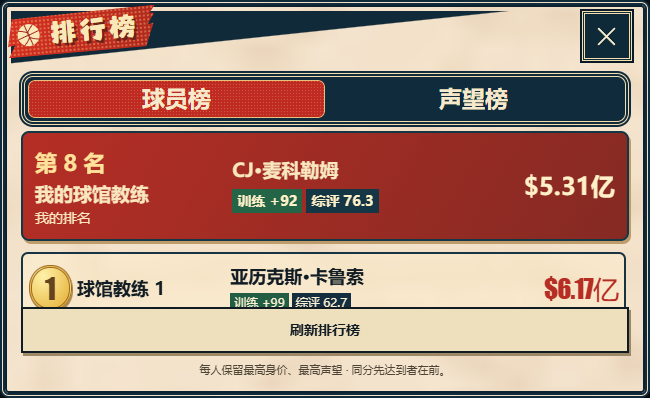 排行榜
球员榜
声望榜
第 8 名
我的球馆教练
我的排名
CJ·麦科勒姆
训练 +92
综评 76.3
$5.31亿
1
球馆教练 1
亚历克斯·卡鲁索
训练 +99
综评 62.7
$6.17亿
刷新排行榜
每人保留最高身价、最高声望 · 同分先达到者在前。